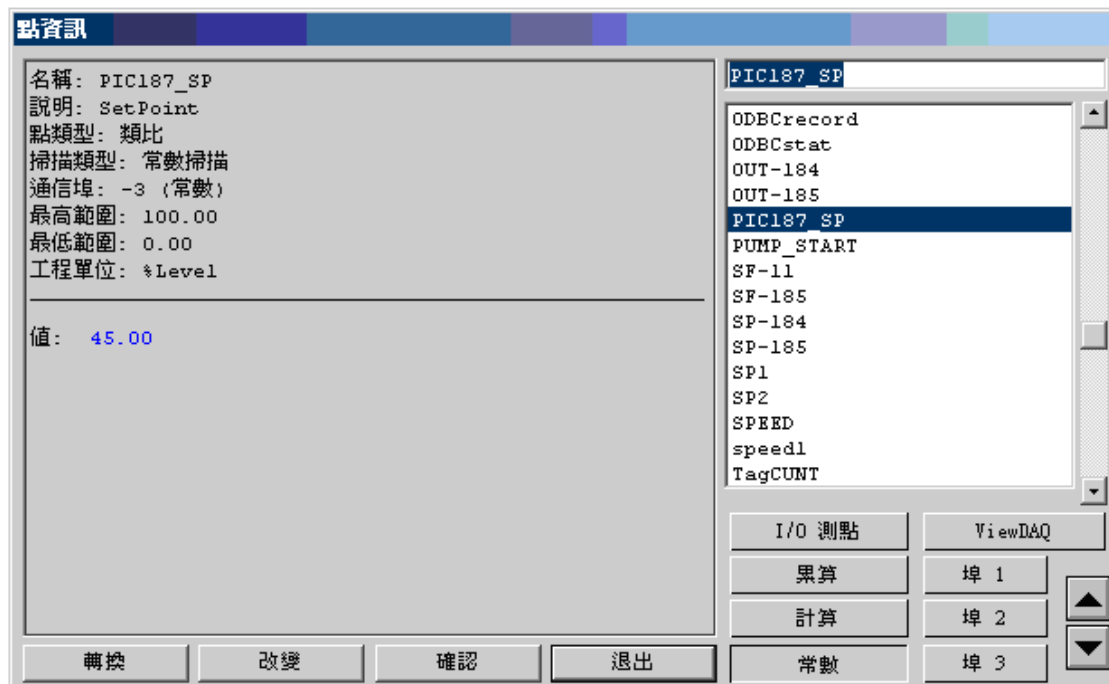 點資訊
名稱: PIC187_SP
說明: SetPoint
點類型: 類比
掃描類型: 常數掃描
通信埠: -3 (常數)
最高範圍: 100.00
最低範圍: 0.00
工程單位: %Level
值: 45.00
PIC187_SP
ODBCrecord
ODBCstat
OUT-184
OUT-185
PIC187_SP
PUMP_START
SF-11
SF-185
SP-184
SP-185
SP1
SP2
SPEED
speed1
TagCUNT
I/O 測點 ViewDAQ
累算 埠 1
計算 埠 2
常數 埠 3
轉換 改變 確認 退出